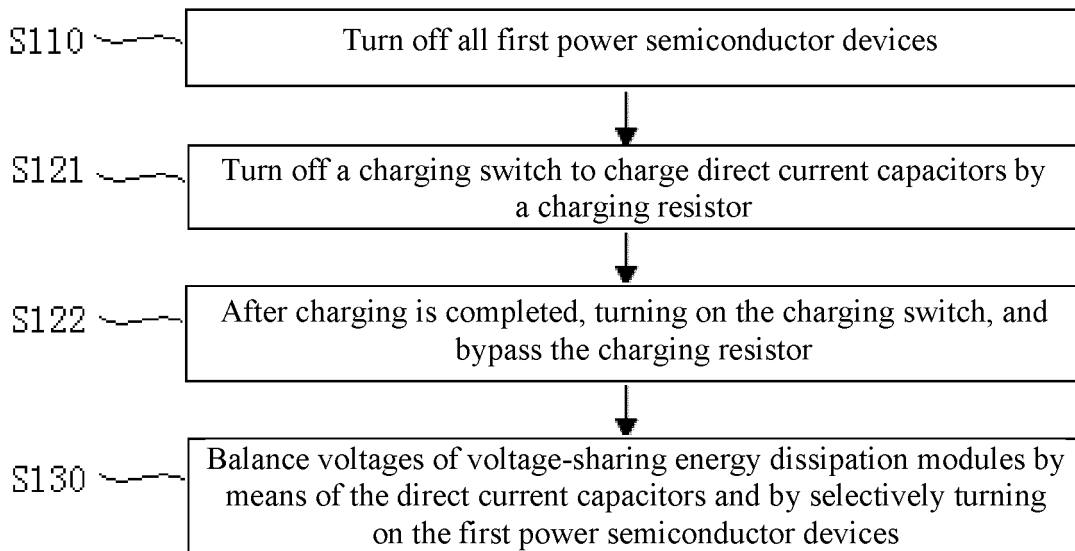 S110
Turn off all first power semiconductor devices
S121
Turn off a charging switch to charge direct current capacitors by
a charging resistor
S122
After charging is completed, turning on the charging switch, and
bypass the charging resistor
S130
Balance voltages of voltage-sharing energy dissipation modules by
means of the direct current capacitors and by selectively turning
on the first power semiconductor devices